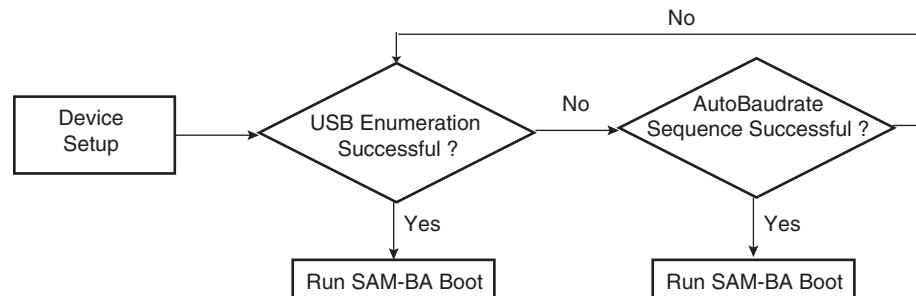 No
Device
Setup
USB Enumeration
Successful ?
No
AutoBaudrate
Sequence Successful ?
Yes
Yes
Run SAM-BA Boot
Run SAM-BA Boot